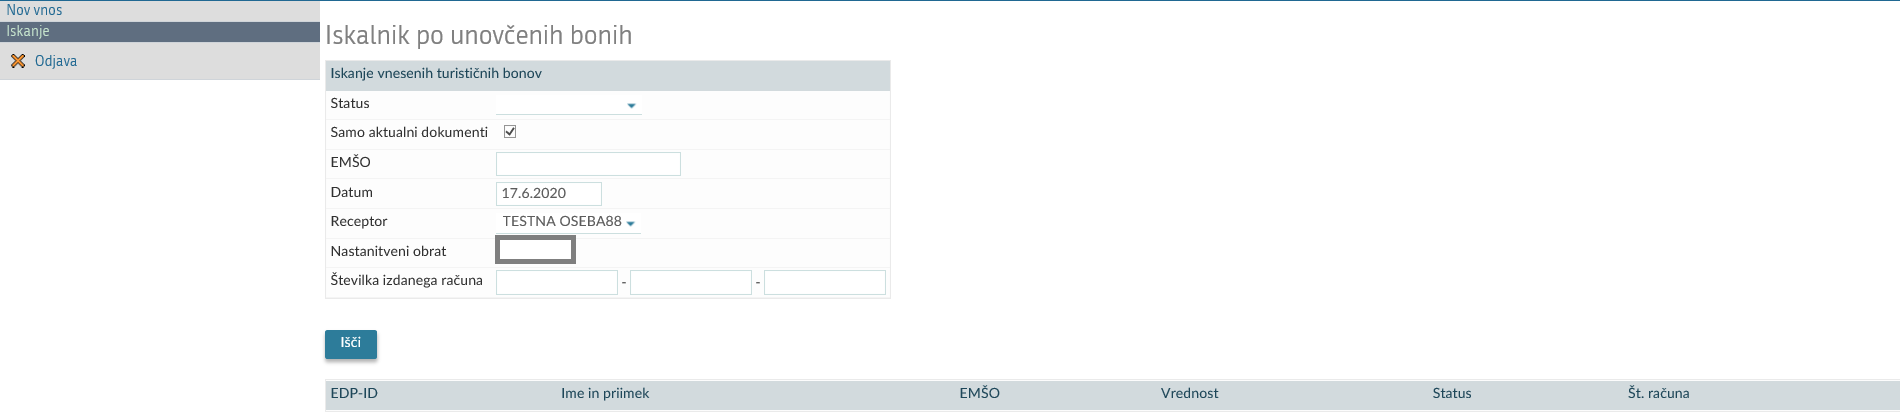 Nov vnos
Iskanje
Odjava
Iskalnik po unovčenih bonih
Iskanje vnesenih turističnih bonov
Status
Samo aktualni dokumenti
EMŠO
Datum 17.6.2020
Receptor TESTNA OSEBA88
Nastanitveni obrat
Številka izdanega računa - -
Išči
EDP-ID Ime in priimek EMŠO Vrednost Status Št. računa